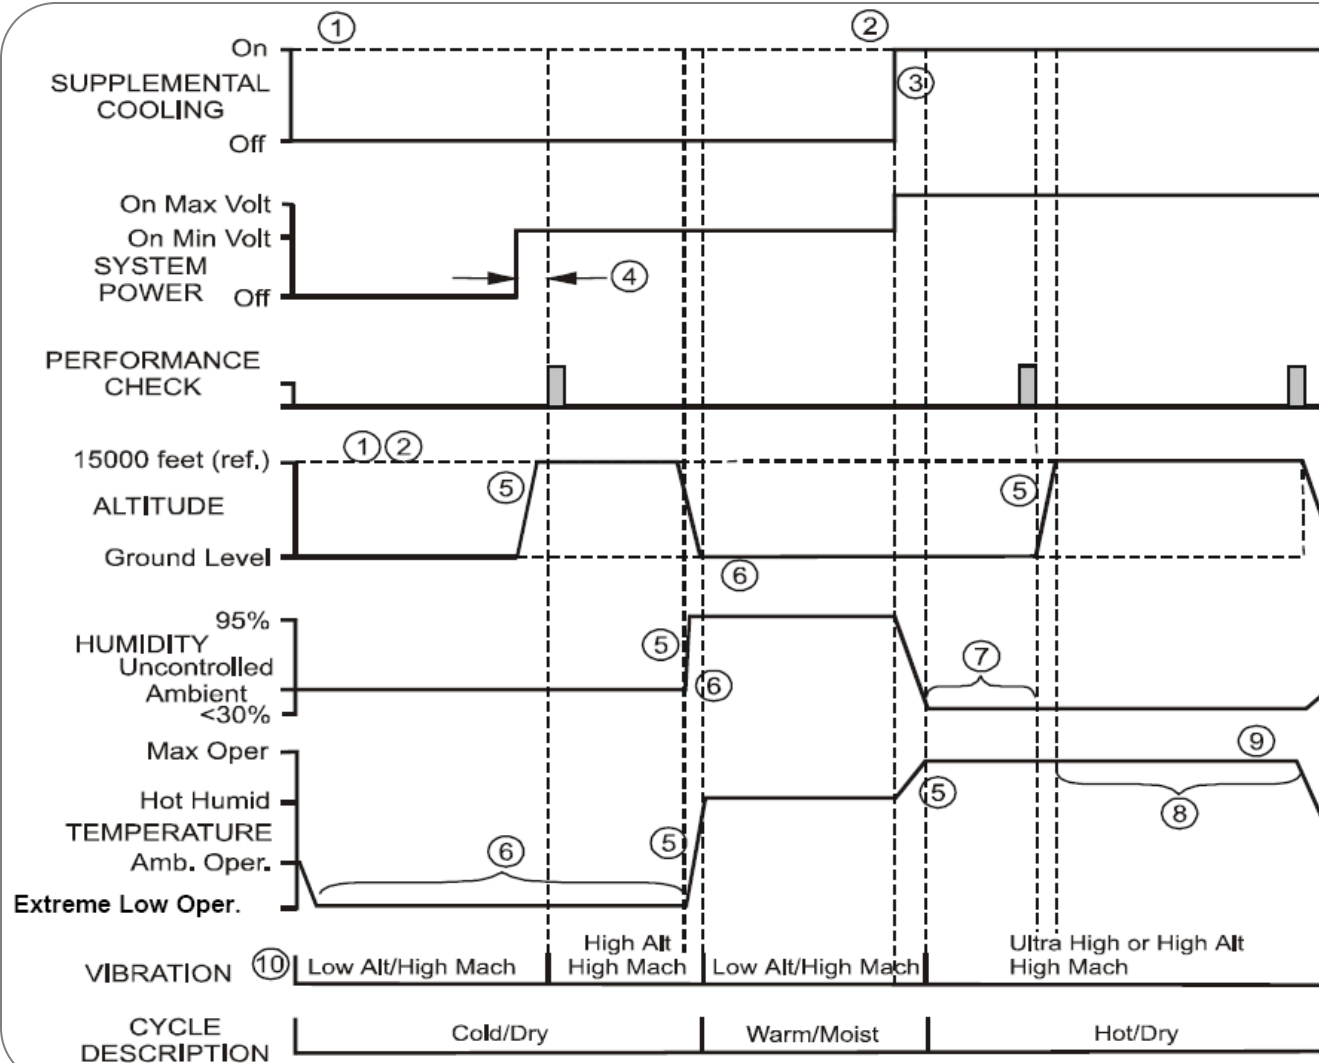 ① ②
On
SUPPLEMENTAL
COOLING
③
Off
On Max Volt
On Min Volt
SYSTEM
POWER
Off
④
PERFORMANCE
CHECK
15000 feet (ref.)
① ②
ALTITUDE
⑤ ⑤
Ground Level
⑥
95%
HUMIDITY
Uncontrolled
Ambient
<30%
⑤ ⑦
⑥
Max Oper
⑨
Hot Humid
⑤
⑧
TEMPERATURE
⑤
Amb. Oper.
⑥
Extreme Low Oper.
VIBRATION
⑩
Low Alt/High Mach
High Alt
High Mach
Low Alt/High Mach
Ultra High or High Alt
High Mach
CYCLE
DESCRIPTION
Cold/Dry
Warm/Moist
Hot/Dry